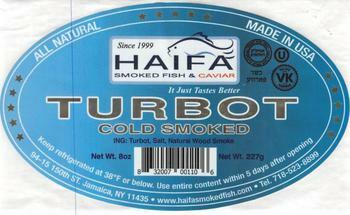 ALL NATURAL
MADE IN USA
Since 1999
HAIFA
SMOKED FISH & CAVIAR
כשר
VK
It Just Tastes Better
TURBOT
COLD SMOKED
ING: Turbot, Salt, Natural Wood Smoke
Net Wt. 8oz
Net Wt. 227g
8 32007 00110 6
Keep refrigerated at 38°F or below. Use entire content within 5 days after opening
94-15 150th ST. Jamaica, NY 11435 • www.haifasmokedfish.com • Tel. 718-523-8899